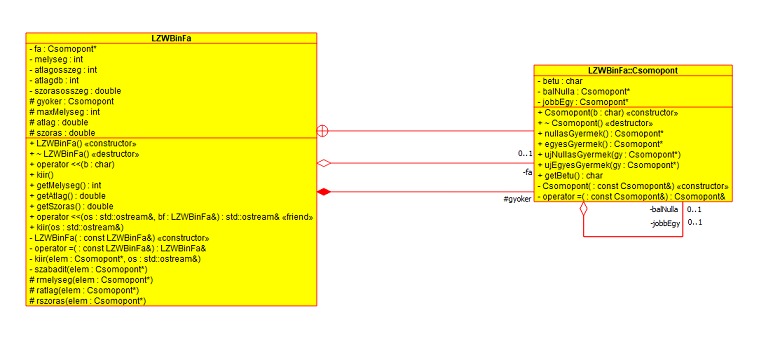 LZWBinFa
- fa : Csomopont*
- melyseg : int
- atlagosszeg : int
- atlagdb : int
- szorasosszeg : double
# gyoker : Csomopont
# maxMelyseg : int
# atlag : double
# szoras : double
+ LZWBinFa() «constructor»
+ ~ LZWBinFa() «destructor»
+ operator <<(b : char)
+ kiir()
+ getMelyseg() : int
+ getAtlag() : double
+ getSzoras() : double
+ operator <<(os : std::ostream&, bf : LZWBinFa&) : std::ostream& «friend»
+ kiir(os : std::ostream&)
- LZWBinFa( : const LZWBinFa&) «constructor»
- operator =( : const LZWBinFa&) : LZWBinFa&
- kiir(elem : Csomopont*, os : std::ostream&)
- szabadit(elem : Csomopont*)
# rmelyseg(elem : Csomopont*)
# ratlag(elem : Csomopont*)
# rszoras(elem : Csomopont*)
0..1
-fa
#gyoker
LZWBinFa::Csomopont
- betu : char
- balNulla : Csomopont*
- jobbEgy : Csomopont*
+ Csomopont(b : char) «constructor»
+ ~ Csomopont() «destructor»
+ nullasGyermek() : Csomopont*
+ egyesGyermek() : Csomopont*
+ ujNullasGyermek(gy : Csomopont*)
+ ujEgyesGyermek(gy : Csomopont*)
+ getBetu() : char
- Csomopont( : const Csomopont&) «constructor»
- operator =( : const Csomopont&) : Csomopont&
-balNulla 0..1
-jobbEgy 0..1